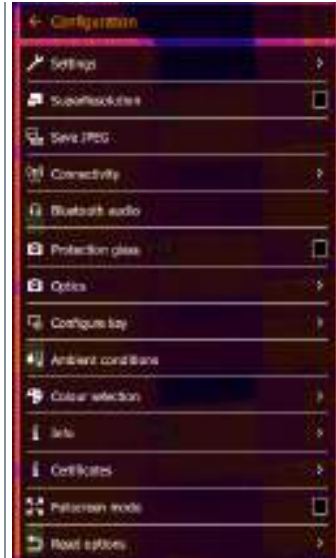 Configuration
Settings
SuperResolution
Save JPEG
Connectivity
Bluetooth audio
Protection glass
Optics
Configure key
Ambient conditions
Colour selection
Info
Certificates
Fullscreen mode
Reset options